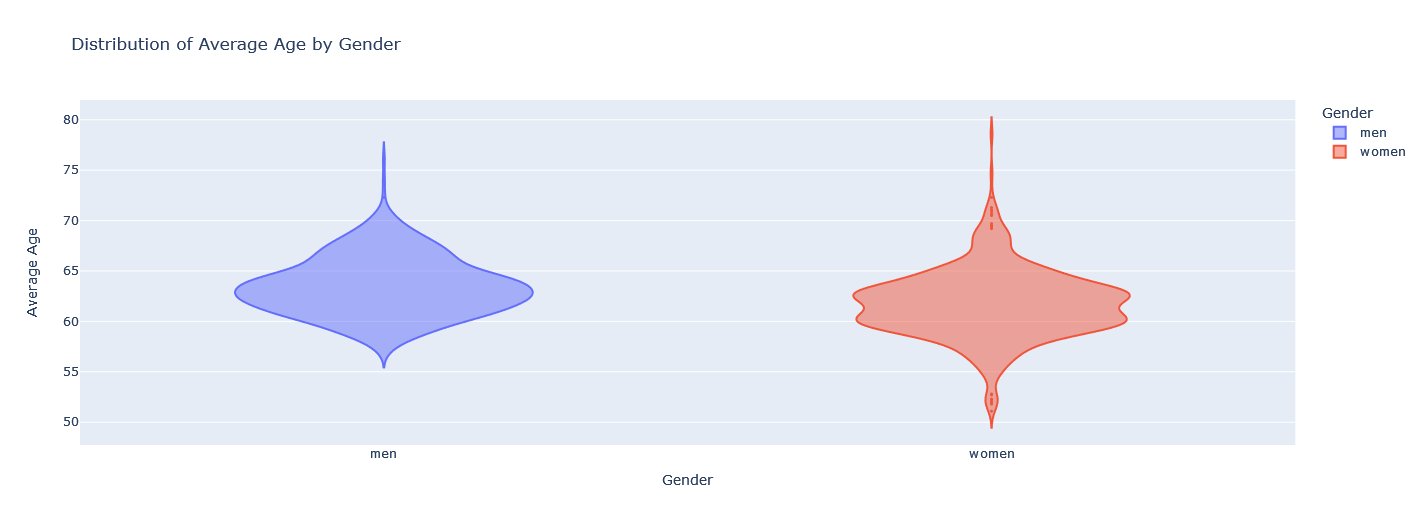 Distribution of Average Age by Gender
Gender
men
women
80
75
70
65
60
55
50
Average Age
men
women
Gender